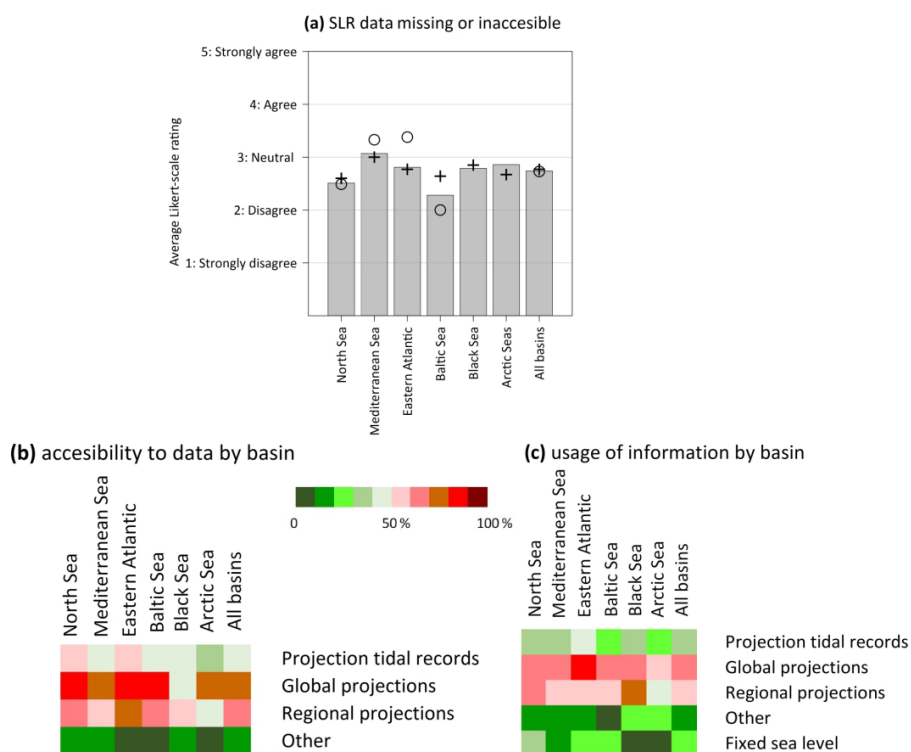 (a) SLR data missing or inaccesible
5: Strongly agree
4: Agree
3: Neutral
2: Disagree
1: Strongly disagree
Average Likert-scale rating
North Sea
Mediterranean Sea
Eastern Atlantic
Baltic Sea
Black Sea
Arctic Seas
All basins
(b) accesibility to data by basin
0 50 % 100 %
North Sea
Mediterranean Sea
Eastern Atlantic
Baltic Sea
Black Sea
Arctic Sea
All basins
Projection tidal records
Global projections
Regional projections
Other
(c) usage of information by basin
North Sea
Mediterranean Sea
Eastern Atlantic
Baltic Sea
Black Sea
Arctic Sea
All basins
Projection tidal records
Global projections
Regional projections
Other
Fixed sea level